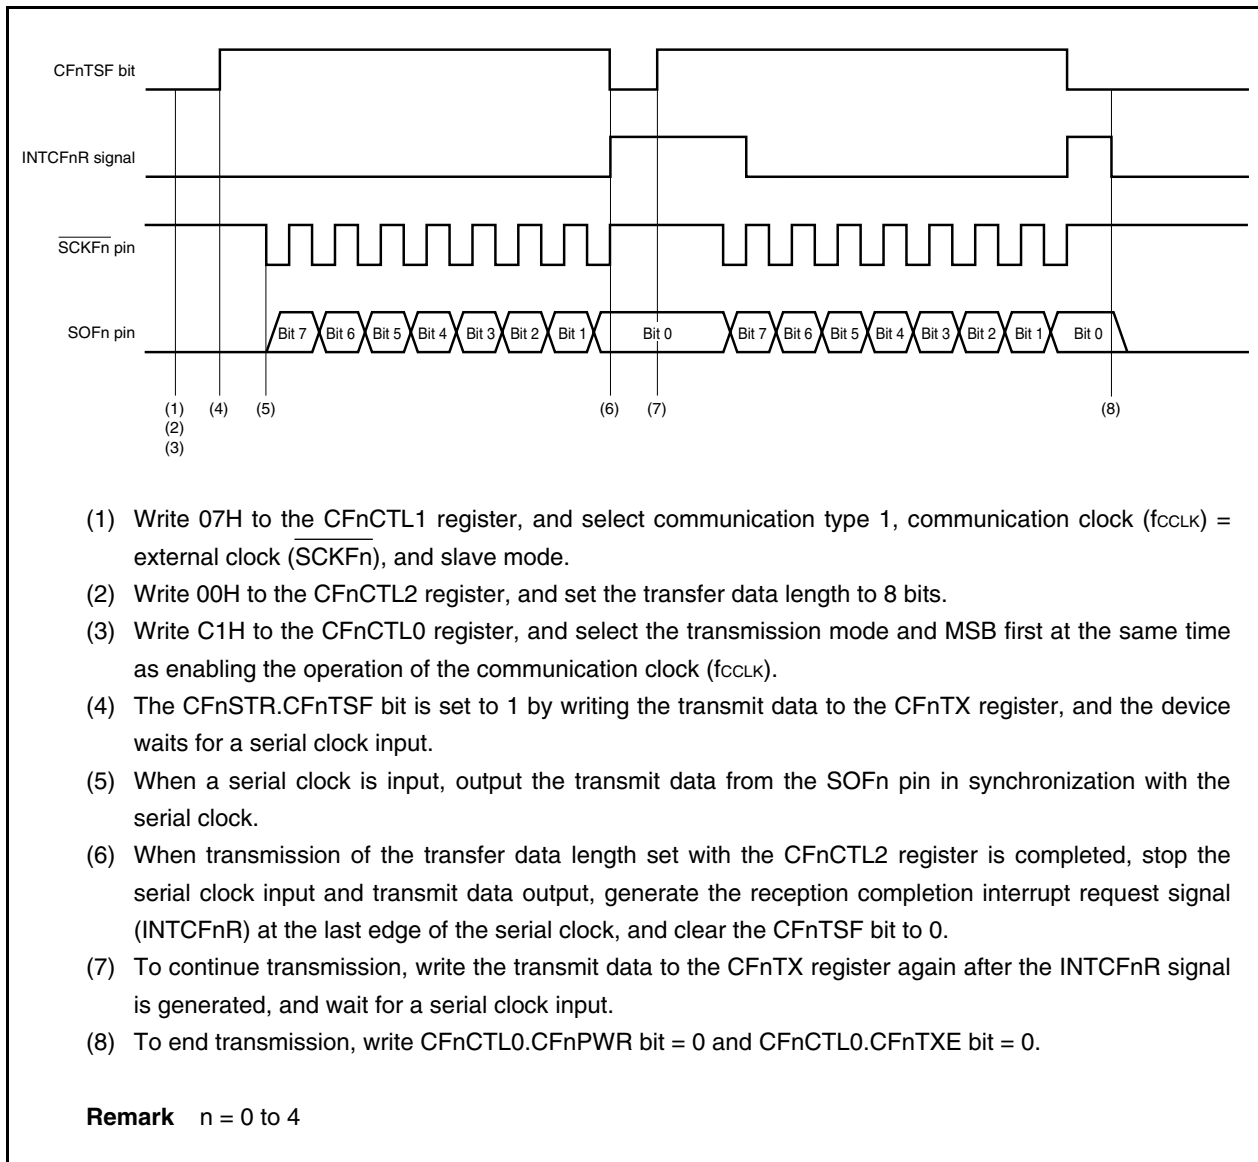 CFnTSF bit
INTCFnR signal
SCKFn pin
SOFn pin
Bit 7 Bit 6 Bit 5 Bit 4 Bit 3 Bit 2 Bit 1 Bit 0 Bit 7 Bit 6 Bit 5 Bit 4 Bit 3 Bit 2 Bit 1 Bit 0
(1) (4) (5) (6) (7) (8)
(2)
(3)
(1) Write 07H to the CFnCTL1 register, and select communication type 1, communication clock (fCCLK) =
external clock (SCKFn), and slave mode.
(2) Write 00H to the CFnCTL2 register, and set the transfer data length to 8 bits.
(3) Write C1H to the CFnCTL0 register, and select the transmission mode and MSB first at the same time
as enabling the operation of the communication clock (fCCLK).
(4) The CFnSTR.CFnTSF bit is set to 1 by writing the transmit data to the CFnTX register, and the device
waits for a serial clock input.
(5) When a serial clock is input, output the transmit data from the SOFn pin in synchronization with the
serial clock.
(6) When transmission of the transfer data length set with the CFnCTL2 register is completed, stop the
serial clock input and transmit data output, generate the reception completion interrupt request signal
(INTCFnR) at the last edge of the serial clock, and clear the CFnTSF bit to 0.
(7) To continue transmission, write the transmit data to the CFnTX register again after the INTCFnR signal
is generated, and wait for a serial clock input.
(8) To end transmission, write CFnCTL0.CFnPWR bit = 0 and CFnCTL0.CFnTXE bit = 0.
Remark n = 0 to 4